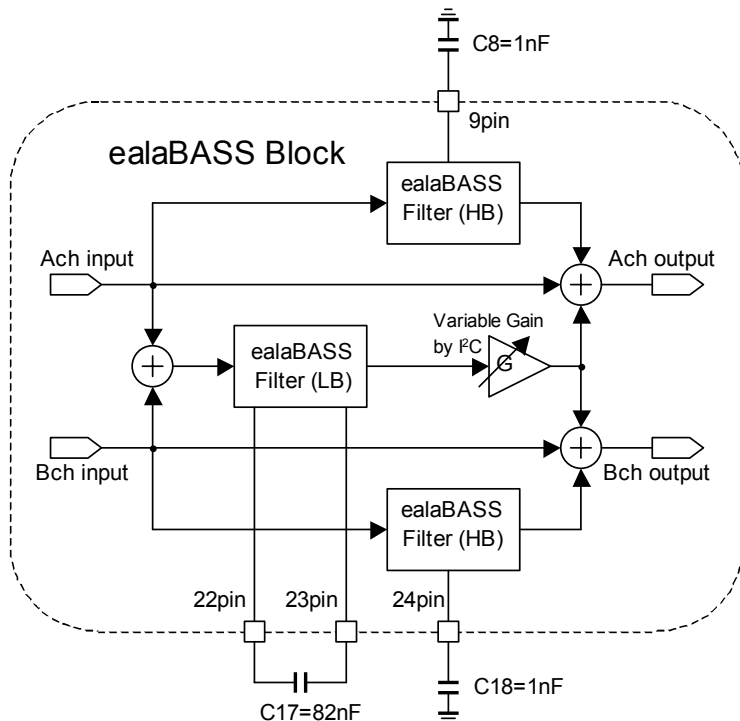 C8=1nF
9pin
ealaBASS Block
ealaBASS
Filter (HB)
Ach input
Ach output
Variable Gain
by I²C
ealaBASS
Filter (LB)
G
Bch input
Bch output
ealaBASS
Filter (HB)
22pin
23pin
24pin
C17=82nF
C18=1nF